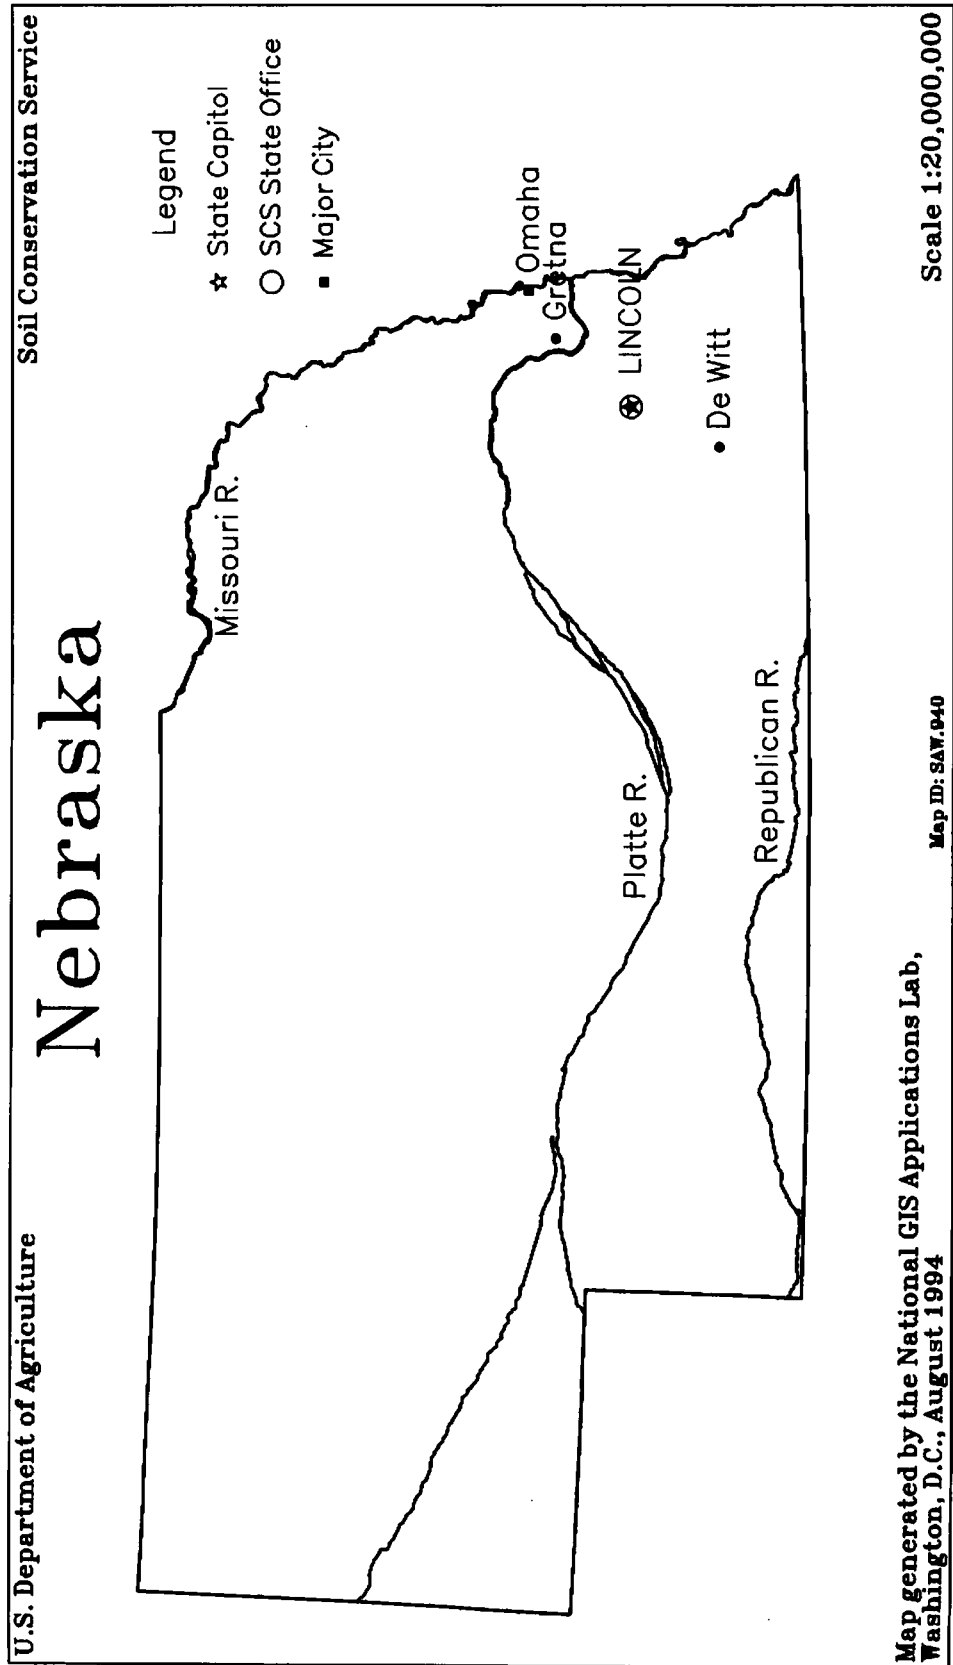 U.S. Department of Agriculture
Soil Conservation Service
Nebraska
Legend
☆ State Capitol
○ SCS State Office
■ Major City
Missouri R.
Omaha
Gretna
LINCOLN
De Witt
Platte R.
Republican R.
Map generated by the National GIS Applications Lab,
Washington, D.C., August 1994
Map ID: SAW.940
Scale 1:20,000,000